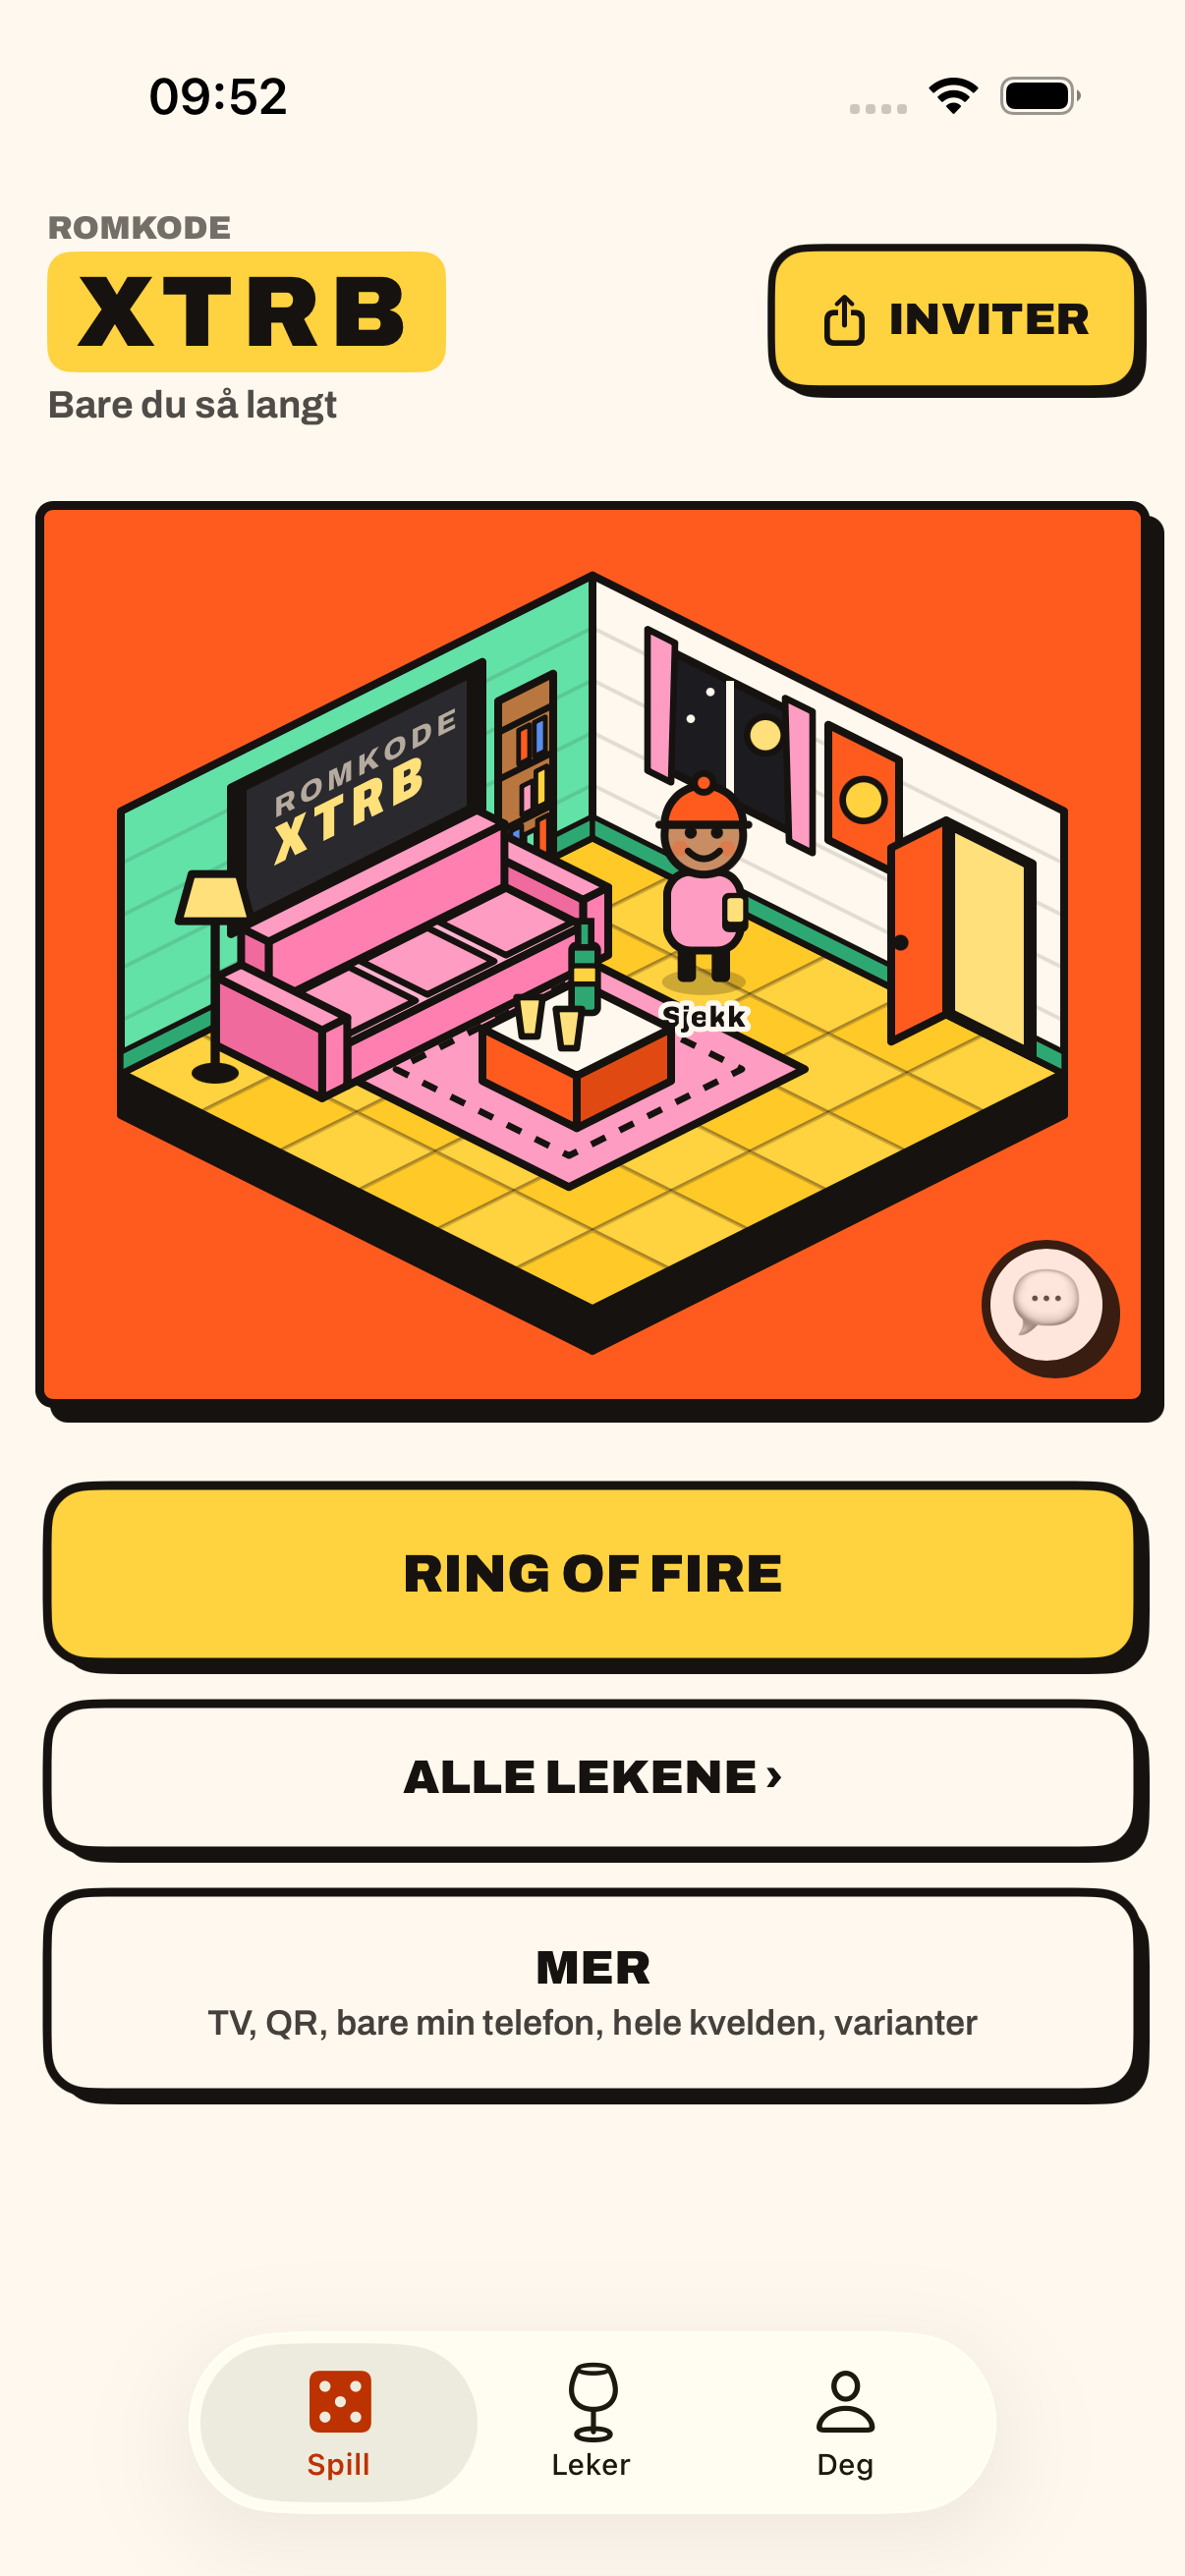 09:52
ROMKODE
XTRB
INVITER
Bare du så langt
ROMKODE
XTRB
Sjekk
RING OF FIRE
ALLE LEKENE ›
MER
TV, QR, bare min telefon, hele kvelden, varianter
Spill
Leker
Deg